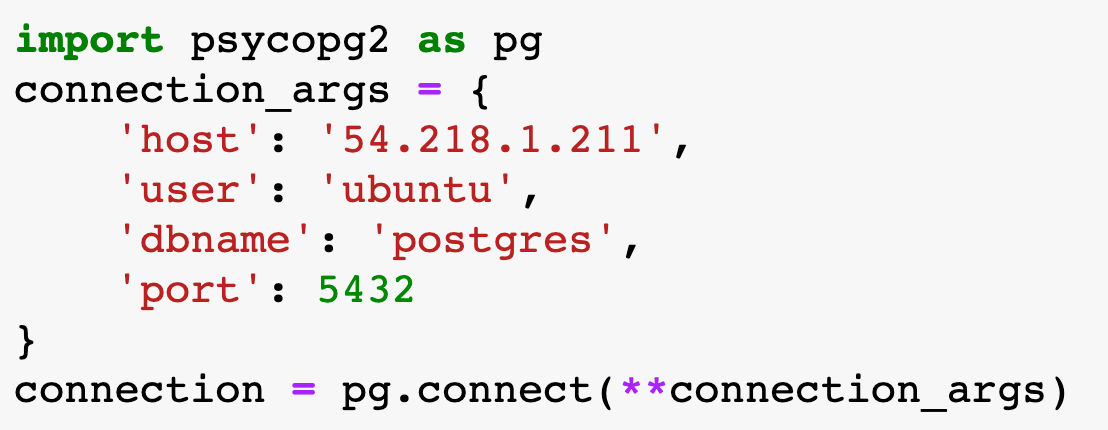 import psycopg2 as pg
connection_args = {
    'host': '54.218.1.211',
    'user': 'ubuntu',
    'dbname': 'postgres',
    'port': 5432
}
connection = pg.connect(**connection_args)